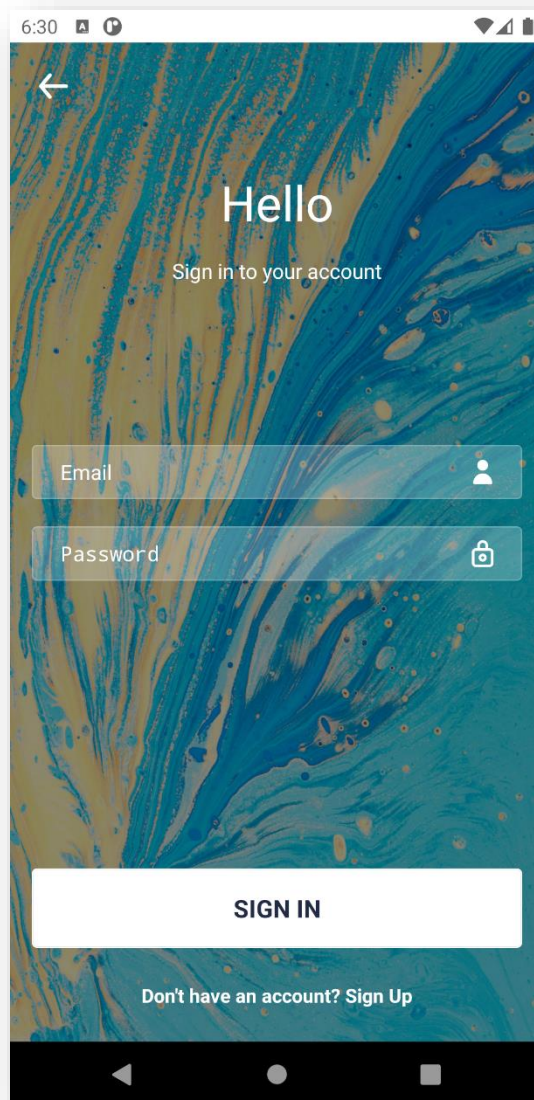 6:30
Hello
Sign in to your account
Email
Password
SIGN IN
Don't have an account? Sign Up